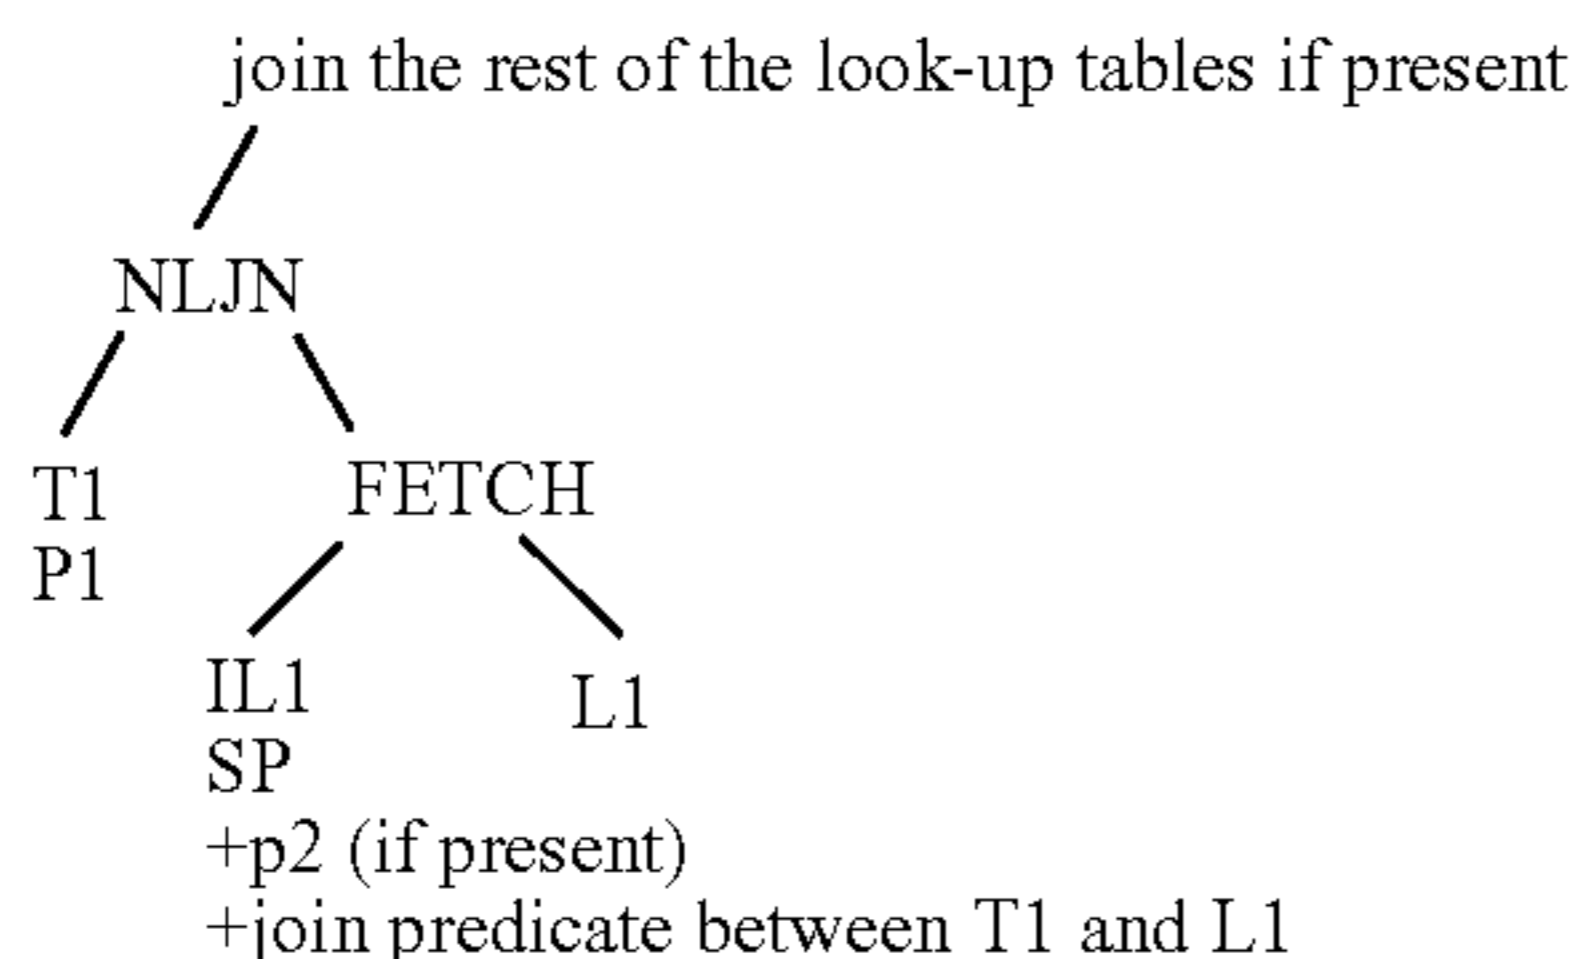 join the rest of the look-up tables if present
NLJN
T1
P1
FETCH
IL1
SP
L1
+p2 (if present)
+join predicate between T1 and L1